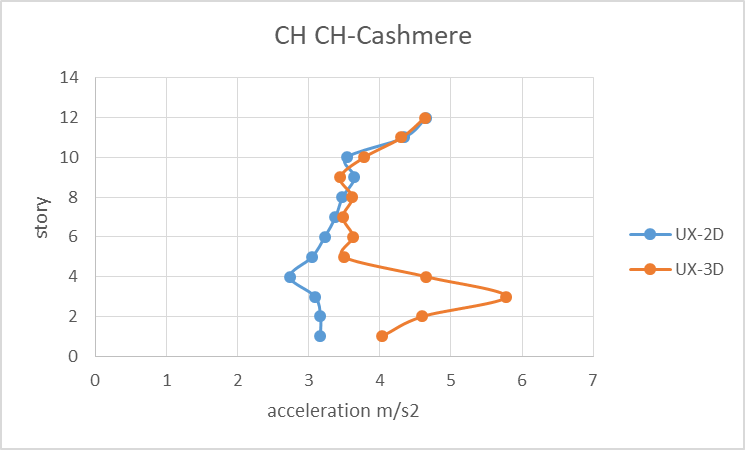 CH CH-Cashmere
14
12
10
8
6
4
2
0
story
0 1 2 3 4 5 6 7
acceleration m/s2
UX-2D
UX-3D